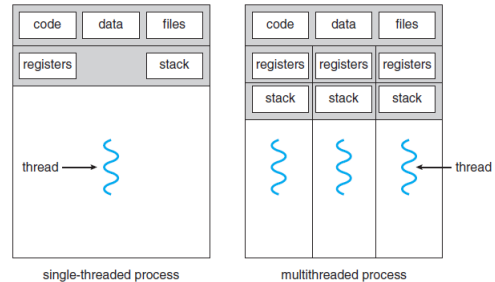 code data files
registers stack
thread
single-threaded process
code data files
registers registers registers
stack stack stack
thread
multithreaded process